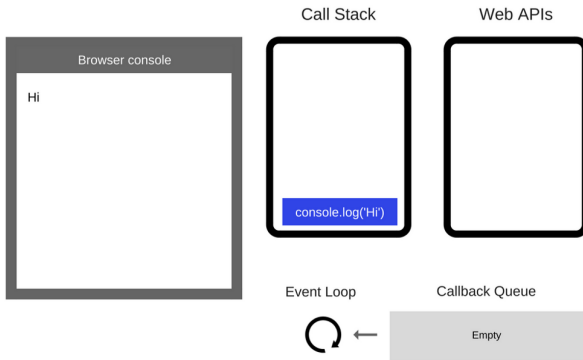 Call Stack
Web APIs
Browser console
Hi
console.log('Hi')
Event Loop
Callback Queue
Empty